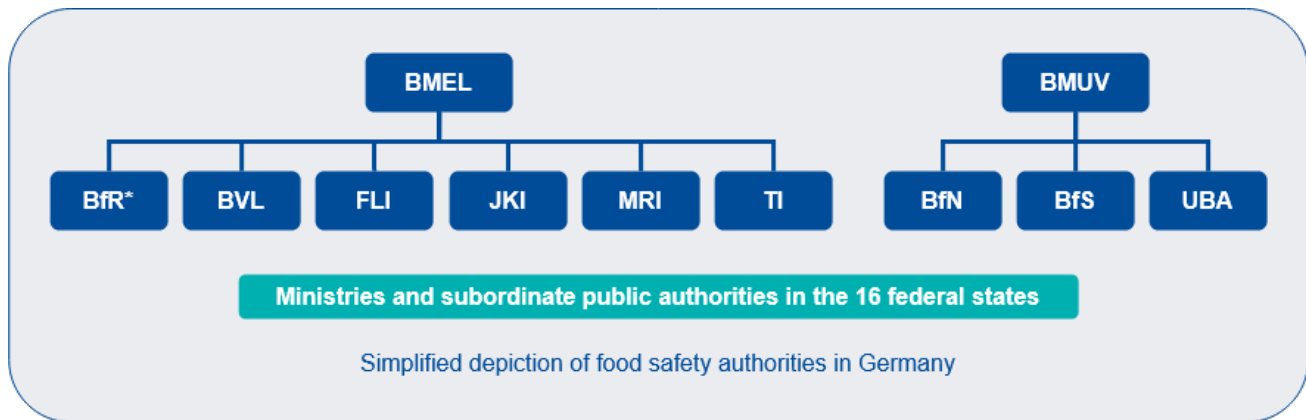 BMEL
BMUV
BfR*
BVL
FLI
JKI
MRI
TI
BfN
BfS
UBA
Ministries and subordinate public authorities in the 16 federal states
Simplified depiction of food safety authorities in Germany